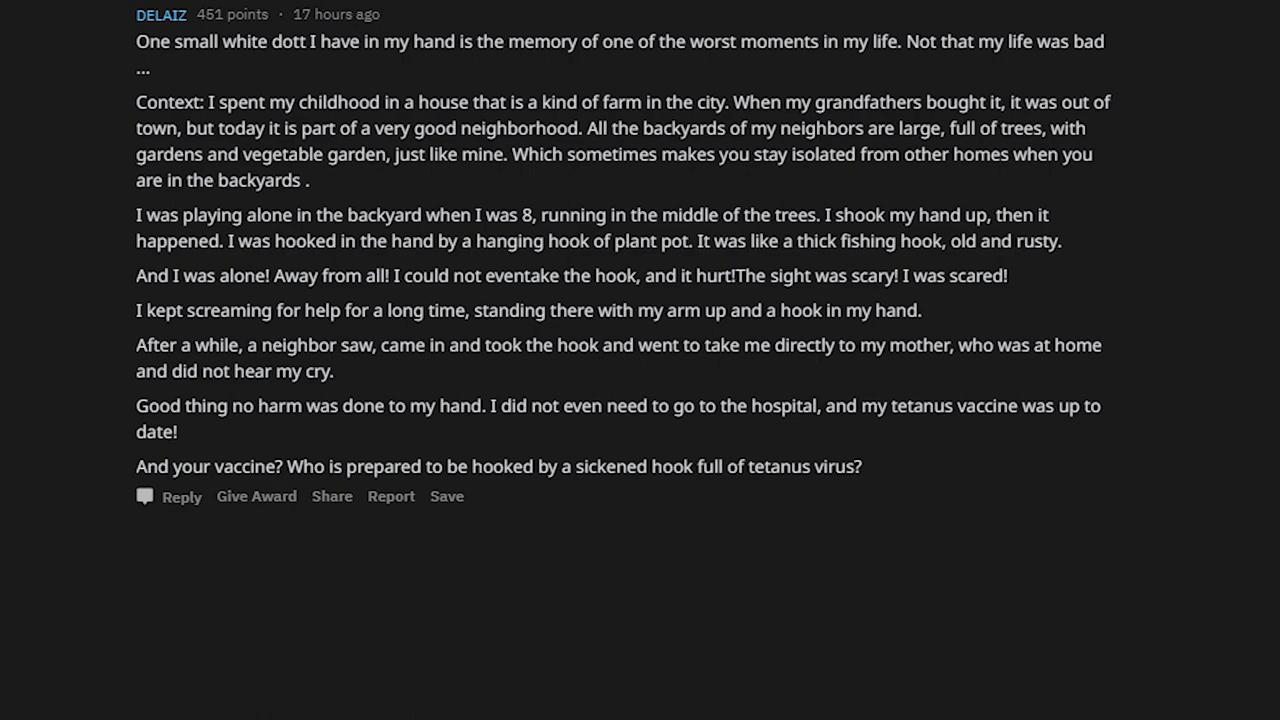 DELAIZ 451 points · 17 hours ago
One small white dott I have in my hand is the memory of one of the worst moments in my life. Not that my life was bad
...
Context: I spent my childhood in a house that is a kind of farm in the city. When my grandfathers bought it, it was out of
town, but today it is part of a very good neighborhood. All the backyards of my neighbors are large, full of trees, with
gardens and vegetable garden, just like mine. Which sometimes makes you stay isolated from other homes when you
are in the backyards .
I was playing alone in the backyard when I was 8, running in the middle of the trees. I shook my hand up, then it
happened. I was hooked in the hand by a hanging hook of plant pot. It was like a thick fishing hook, old and rusty.
And I was alone! Away from all! I could not eventake the hook, and it hurt!The sight was scary! I was scared!
I kept screaming for help for a long time, standing there with my arm up and a hook in my hand.
After a while, a neighbor saw, came in and took the hook and went to take me directly to my mother, who was at home
and did not hear my cry.
Good thing no harm was done to my hand. I did not even need to go to the hospital, and my tetanus vaccine was up to
date!
And your vaccine? Who is prepared to be hooked by a sickened hook full of tetanus virus?
Reply Give Award Share Report Save